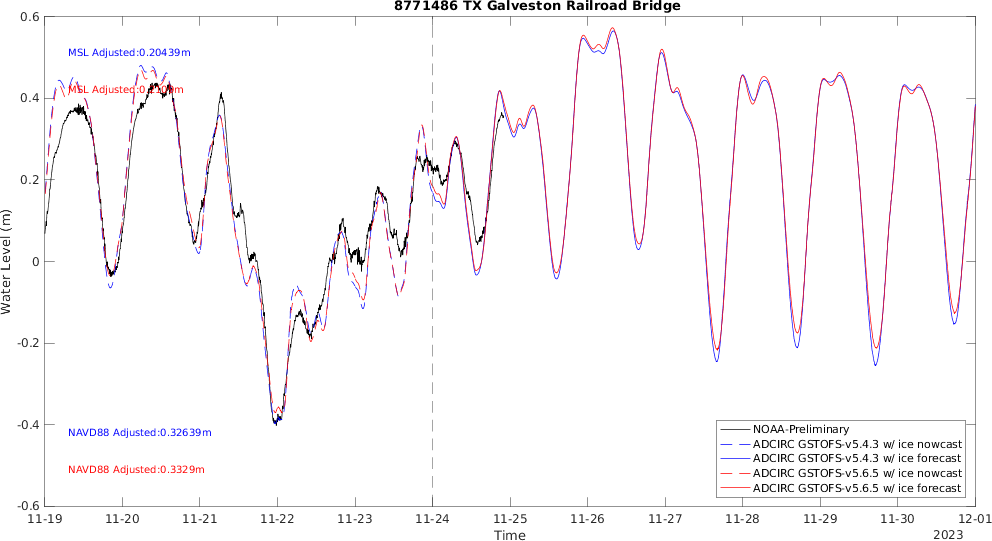 8771486 TX Galveston Railroad Bridge
0.6
0.4
0.2
0
-0.2
-0.4
-0.6
Water Level (m)
MSL Adjusted:0.20439m
MSL Adjusted:
NAVD88 Adjusted:0.32639m
NAVD88 Adjusted:0.3329m
NOAA-Preliminary
ADCIRC GSTOFS-v5.4.3 w/ ice nowcast
ADCIRC GSTOFS-v5.4.3 w/ ice forecast
ADCIRC GSTOFS-v5.6.5 w/ ice nowcast
ADCIRC GSTOFS-v5.6.5 w/ ice forecast
11-19 11-20 11-21 11-22 11-23 11-24 11-25 11-26 11-27 11-28 11-29 11-30 12-01
Time
2023